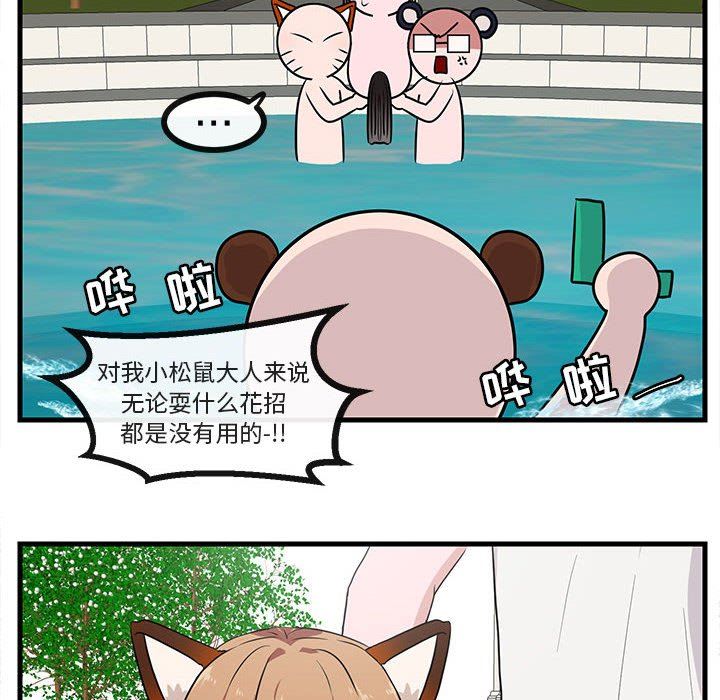 ...
哗啦
对我小松鼠大人来说
无论耍什么花招
都是没有用的-!!
哗啦